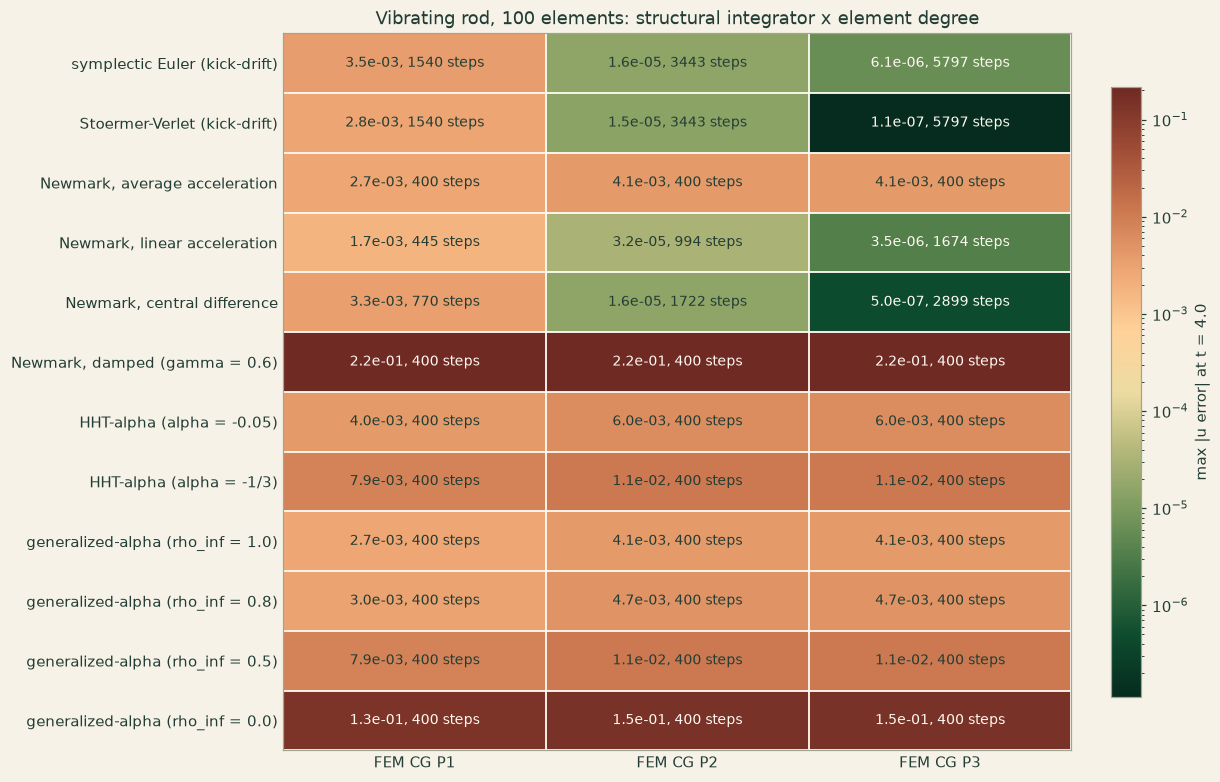 Vibrating rod, 100 elements: structural integrator x element degree
symplectic Euler (kick-drift) 3.5e-03, 1540 steps 1.6e-05, 3443 steps 6.1e-06, 5797 steps
Stoermer-Verlet (kick-drift) 2.8e-03, 1540 steps 1.5e-05, 3443 steps 1.1e-07, 5797 steps
Newmark, average acceleration 2.7e-03, 400 steps 4.1e-03, 400 steps 4.1e-03, 400 steps
Newmark, linear acceleration 1.7e-03, 445 steps 3.2e-05, 994 steps 3.5e-06, 1674 steps
Newmark, central difference 3.3e-03, 770 steps 1.6e-05, 1722 steps 5.0e-07, 2899 steps
Newmark, damped (gamma = 0.6) 2.2e-01, 400 steps 2.2e-01, 400 steps 2.2e-01, 400 steps
HHT-alpha (alpha = -0.05) 4.0e-03, 400 steps 6.0e-03, 400 steps 6.0e-03, 400 steps
HHT-alpha (alpha = -1/3) 7.9e-03, 400 steps 1.1e-02, 400 steps 1.1e-02, 400 steps
generalized-alpha (rho_inf = 1.0) 2.7e-03, 400 steps 4.1e-03, 400 steps 4.1e-03, 400 steps
generalized-alpha (rho_inf = 0.8) 3.0e-03, 400 steps 4.7e-03, 400 steps 4.7e-03, 400 steps
generalized-alpha (rho_inf = 0.5) 7.9e-03, 400 steps 1.1e-02, 400 steps 1.1e-02, 400 steps
generalized-alpha (rho_inf = 0.0) 1.3e-01, 400 steps 1.5e-01, 400 steps 1.5e-01, 400 steps
FEM CG P1 FEM CG P2 FEM CG P3
10⁻¹
10⁻²
10⁻³
10⁻⁴
10⁻⁵
10⁻⁶
max |u error| at t = 4.0